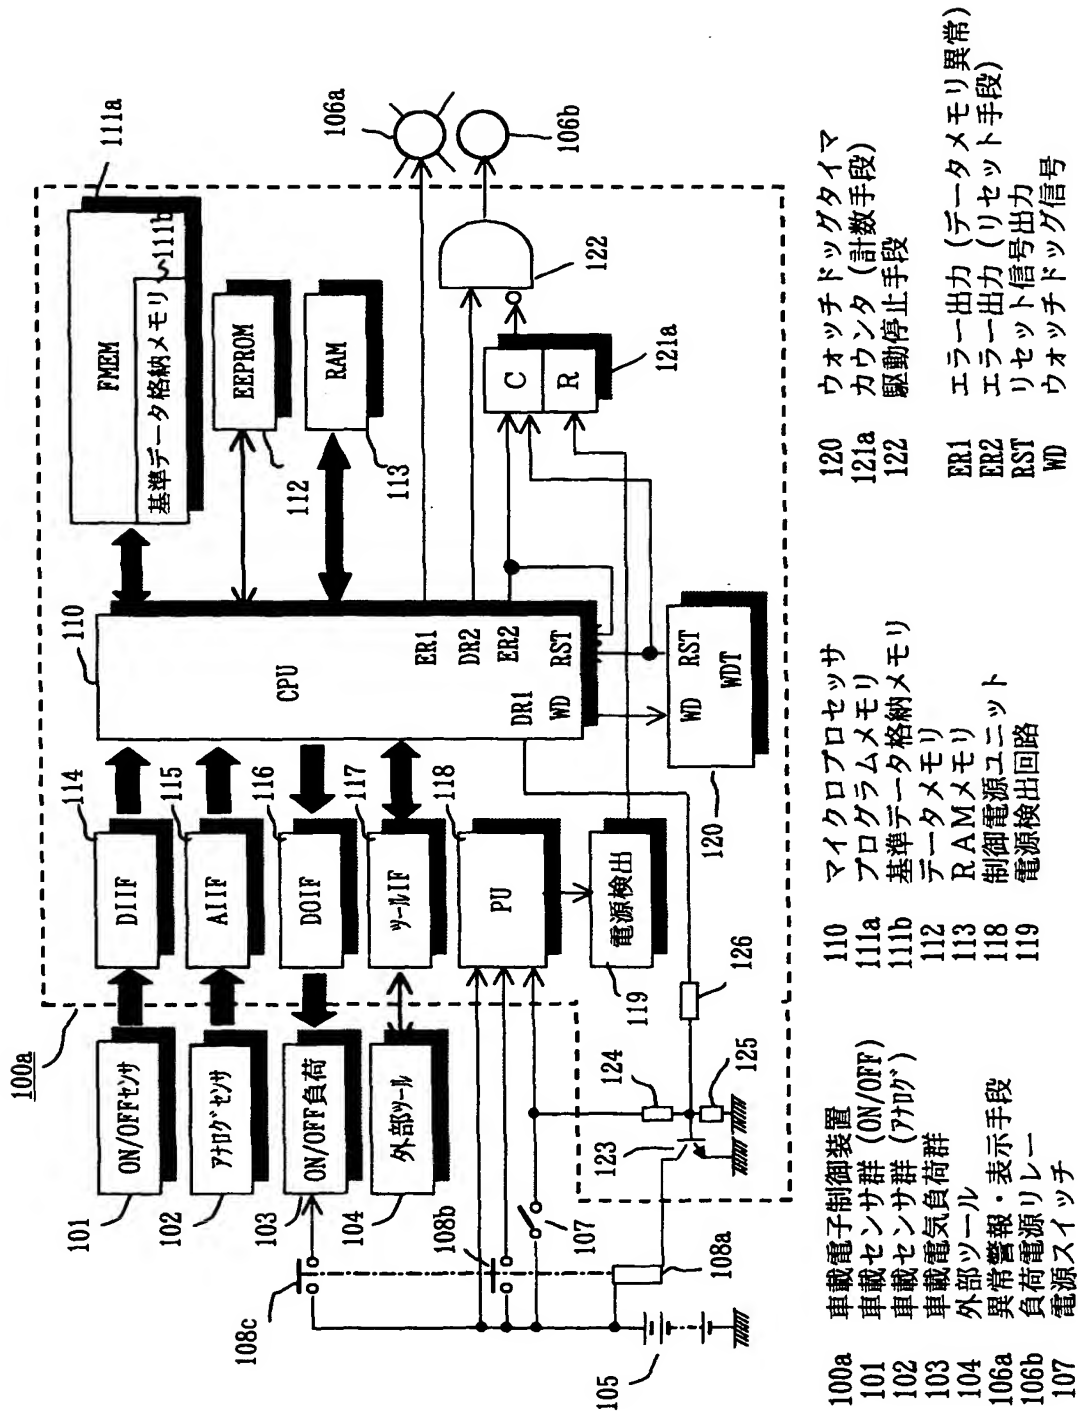 100a
101
ON/OFFセンサ
102
アナログセンサ
103
ON/OFF負荷
104
外部ツール
108c
108b
107
108a
105
114
DIIF
115
AIIF
116
DOIF
117
ツールIF
118
PU
電源検出
119
123
124
125
126
110
CPU
ER1
DR2
ER2
RST
DR1
WD
WD
RST
WDT
120
FMEM
基準データ格納メモリ
111a
111b
EEPROM
112
RAM
113
C
R
121a
122
106a
106b
100a 車載電子制御装置
101 車載センサ群 (ON/OFF)
102 車載センサ群 (アナログ)
103 車載電気負荷群
104 外部ツール
106a 異常警報・表示手段
106b 負荷電源リレー
107 電源スイッチ
110 マイクロプロセッサ
111a プログラムメモリ
111b 基準データ格納メモリ
112 データメモリ
113 RAMメモリ
118 制御電源ユニット
119 電源検出回路
120 ウォッチドッグタイマ
121a カウンタ (計数手段)
122 駆動停止手段
ER1 エラー出力 (データメモリ異常)
ER2 エラー出力 (リセット手段)
RST リセット信号出力
WD ウォッチドッグ信号